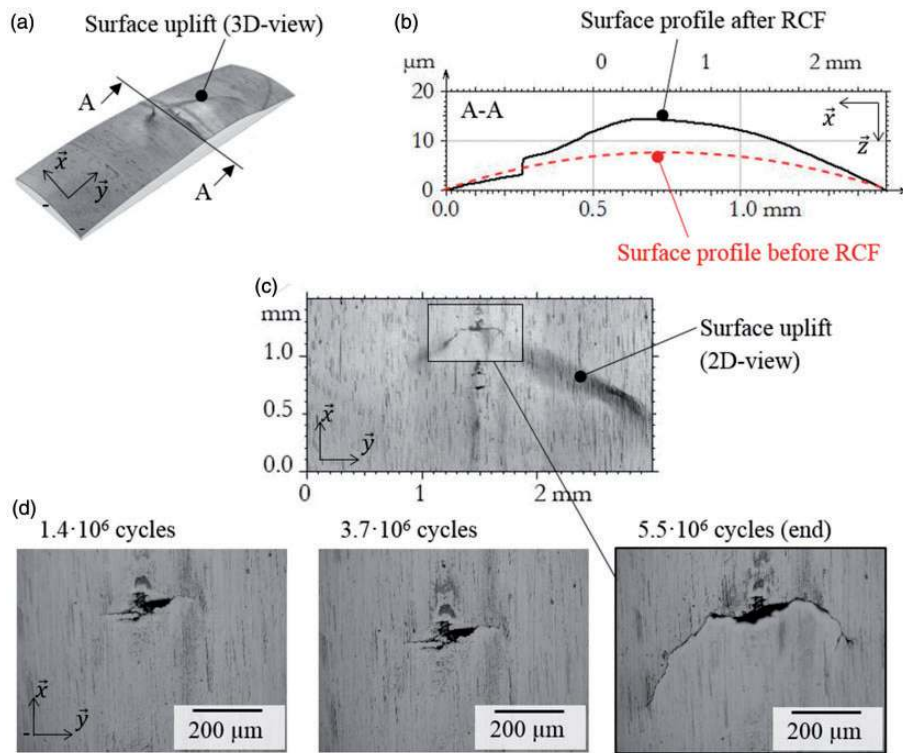 (a)
Surface uplift (3D-view)
A
A
x⃗
y⃗
(b)
Surface profile after RCF
0 1 2 mm
μm
20
10
0
A-A
x⃗
z⃗
0.0 0.5 1.0 mm
Surface profile before RCF
(c)
mm
1.0
0.5
0.0
x⃗
y⃗
0 1 2 mm
Surface uplift
(2D-view)
(d)
1.4·10⁶ cycles
3.7·10⁶ cycles
5.5·10⁶ cycles (end)
x⃗
y⃗
200 μm
200 μm
200 μm